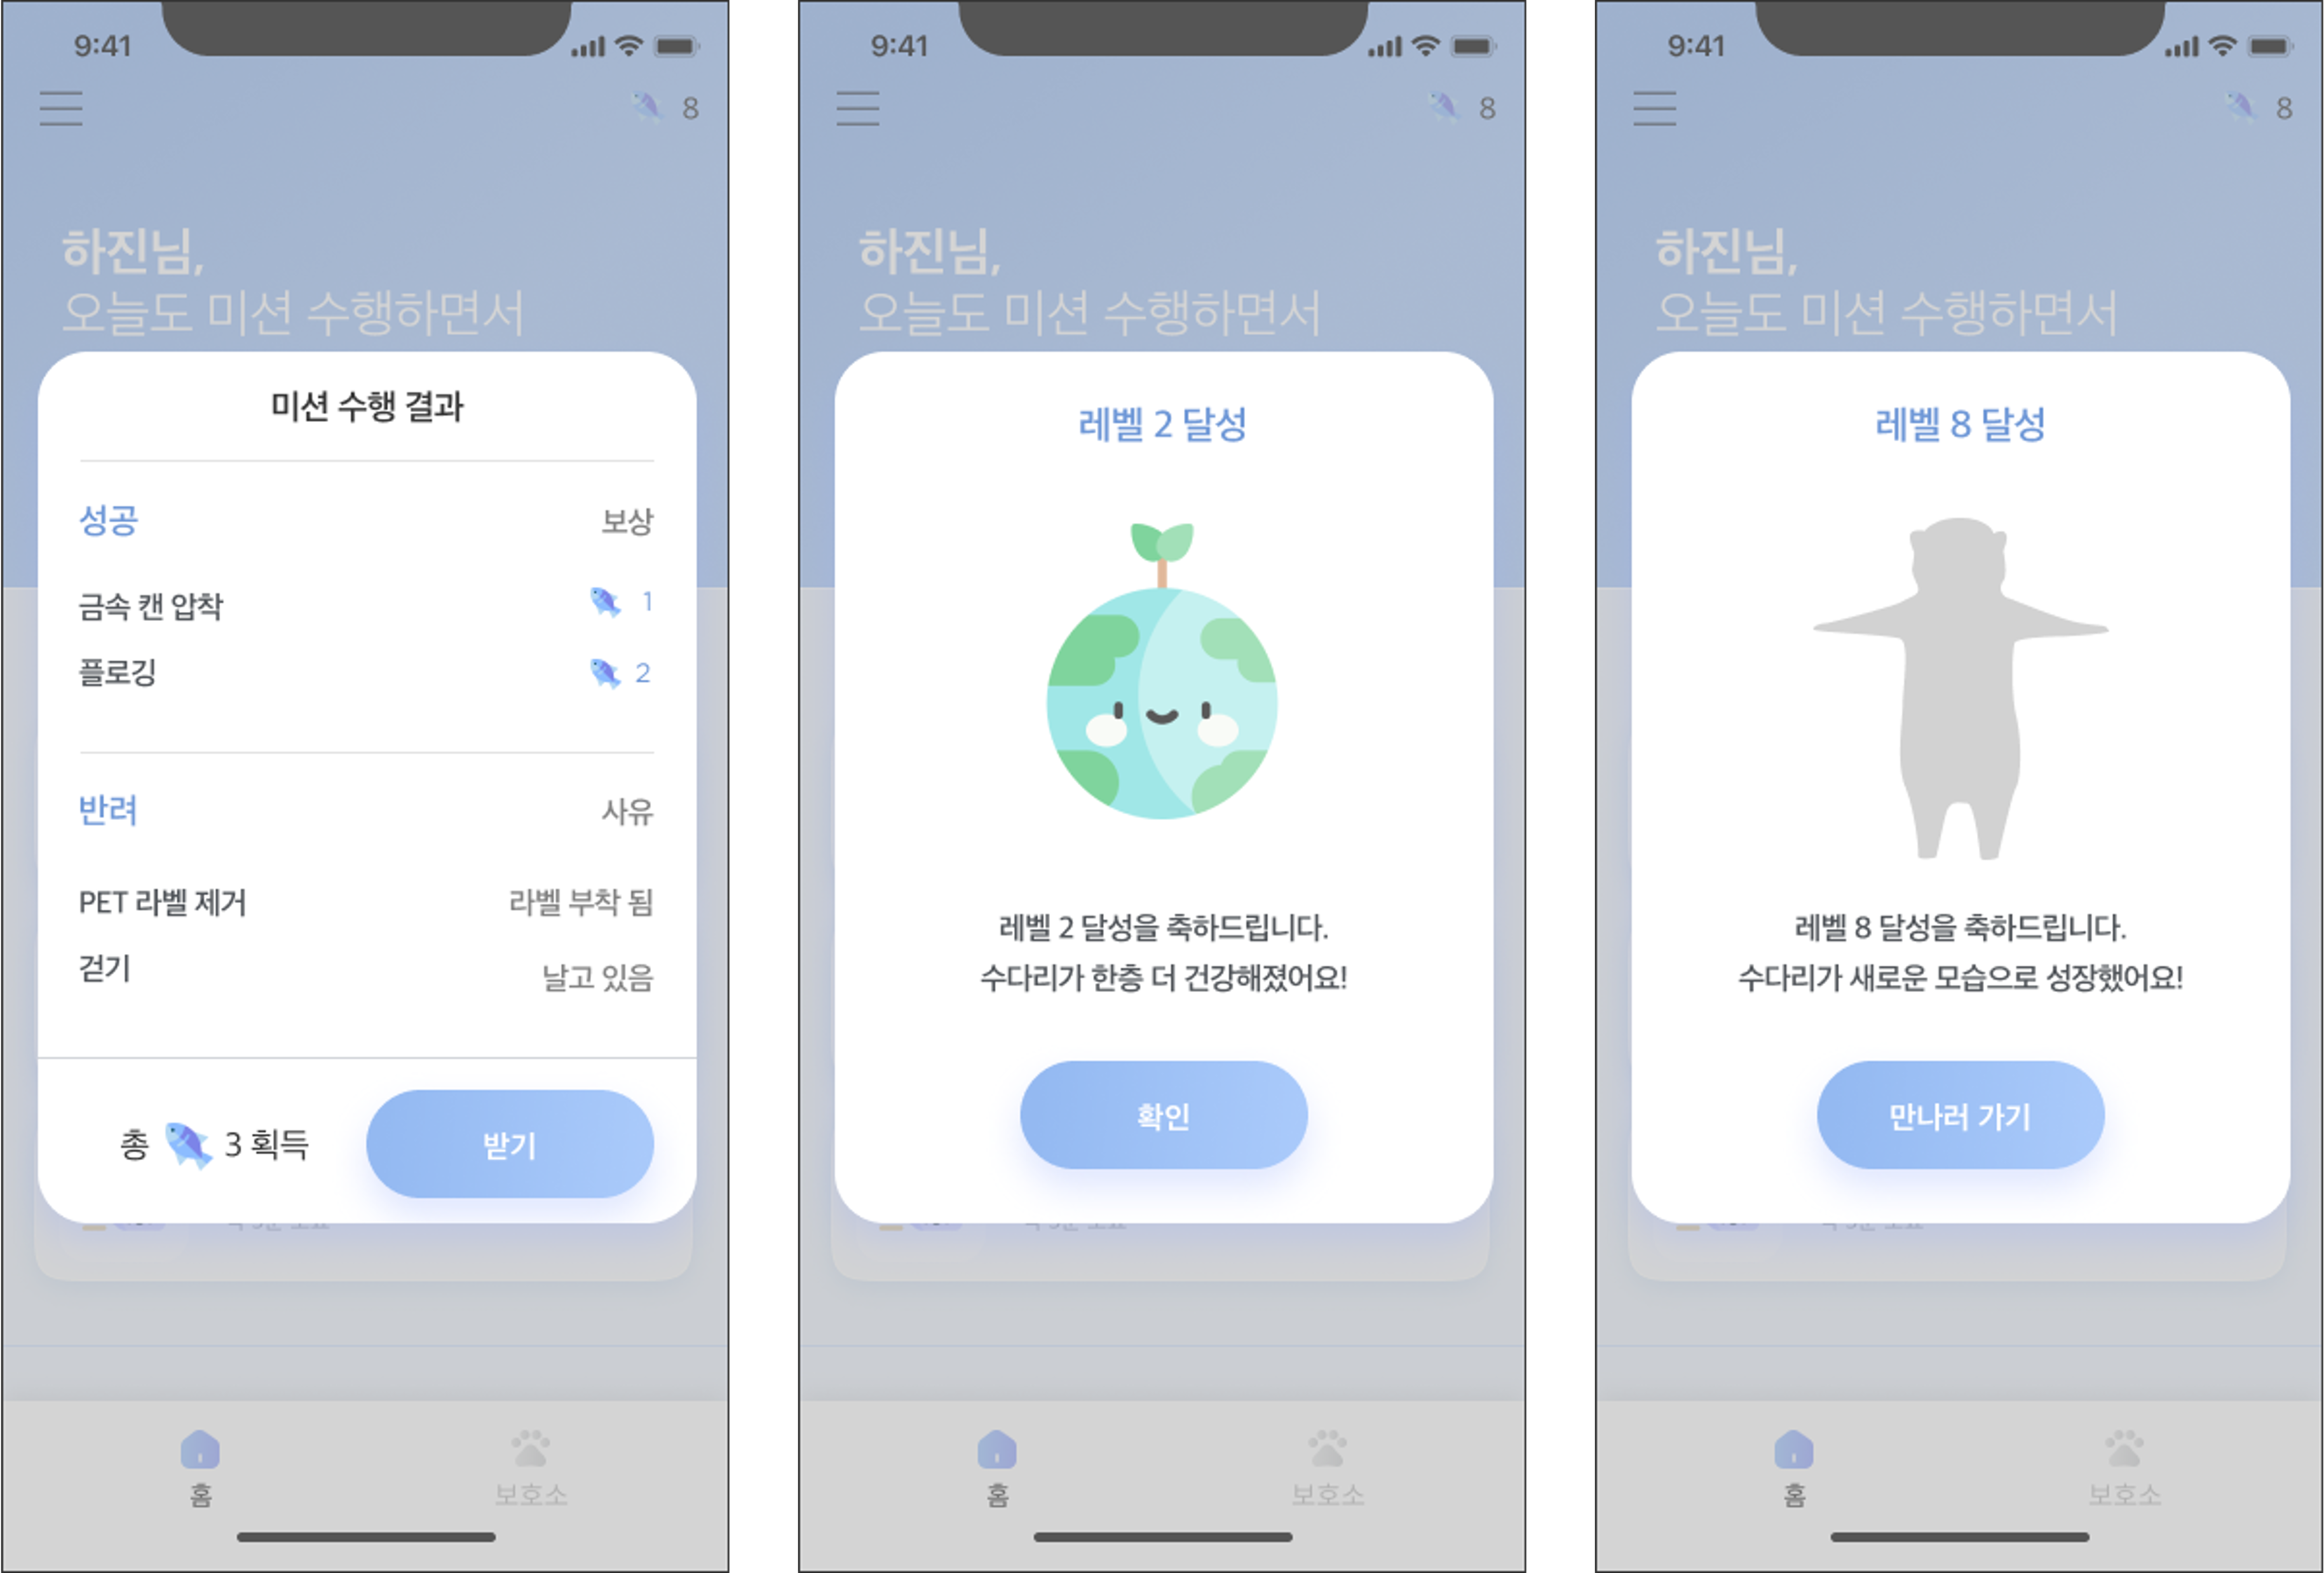 9:41
8
하진님,
오늘도 미션 수행하면서
미션 수행 결과
성공 보상
금속 캔 압착 1
플로깅 2
반려 사유
PET 라벨 제거 라벨 부착 됨
걷기 날고 있음
총 3 획득 받기
홈 보호소
9:41
8
하진님,
오늘도 미션 수행하면서
레벨 2 달성
레벨 2 달성을 축하드립니다.
수다리가 한층 더 건강해졌어요!
확인
홈 보호소
9:41
8
하진님,
오늘도 미션 수행하면서
레벨 8 달성
레벨 8 달성을 축하드립니다.
수다리가 새로운 모습으로 성장했어요!
만나러 가기
홈 보호소